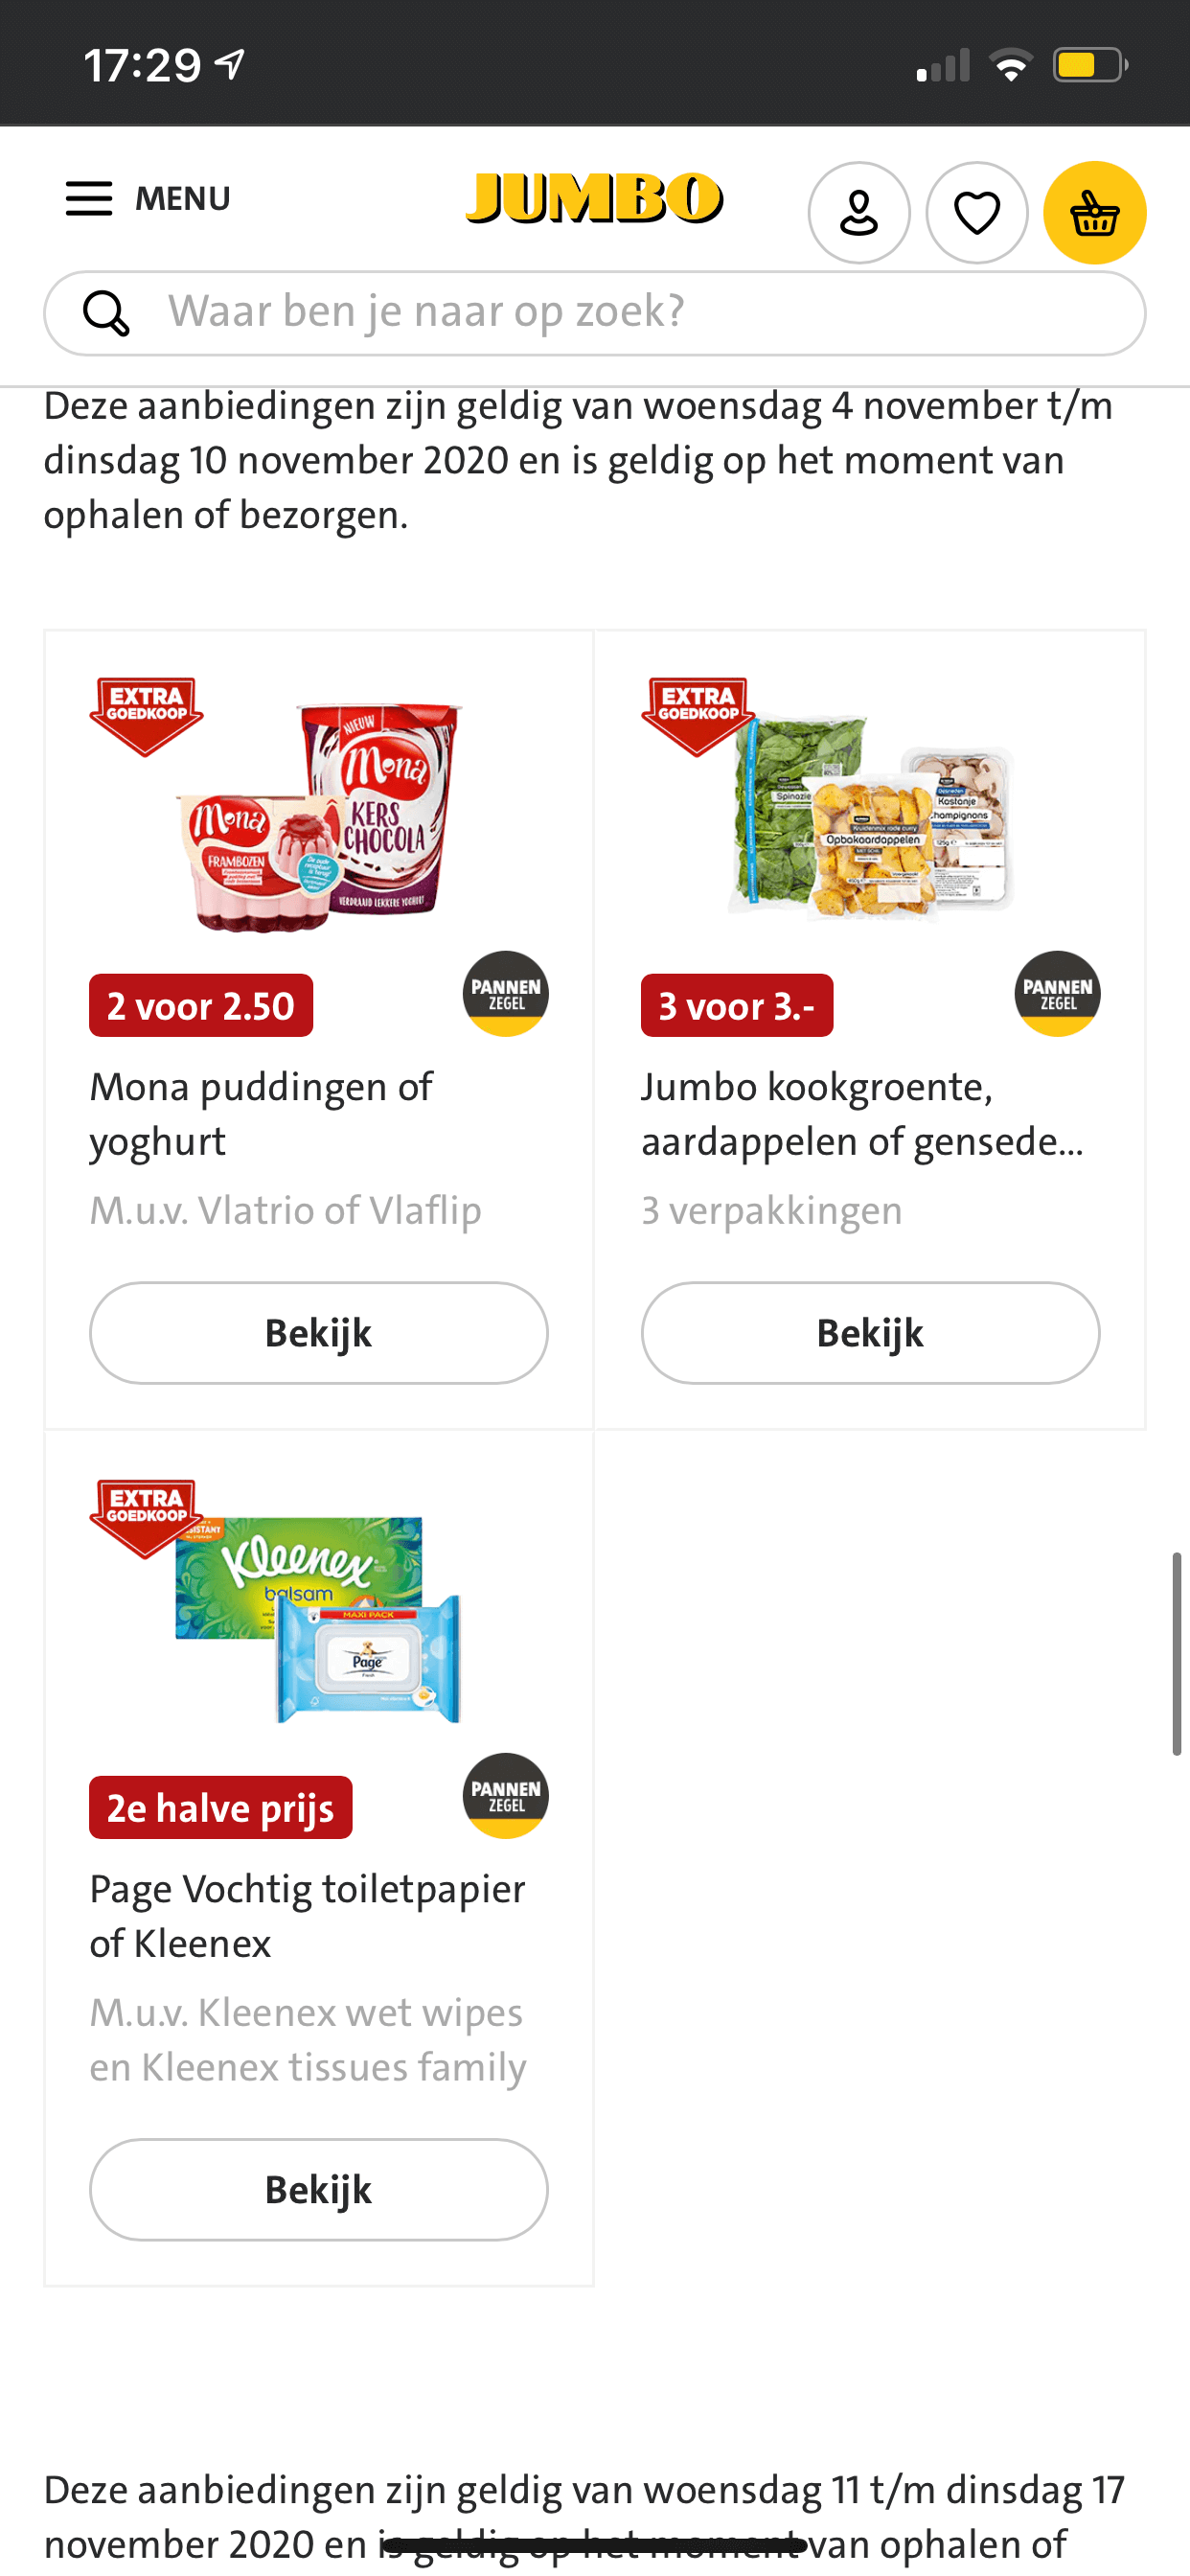 17:29
MENU
JUMBO
Waar ben je naar op zoek?
Deze aanbiedingen zijn geldig van woensdag 4 november t/m
dinsdag 10 november 2020 en is geldig op het moment van
ophalen of bezorgen.
EXTRA
GOEDKOOP
NIEUW
Mona
KERS
CHOCOLA
VERDRAAID LEKKERE YOGHURT
Mona
FRAMBOZEN
EXTRA
GOEDKOOP
Spinazie
Kruidenmix rode curry
Opbakaardappelen
Gesneden
Kastanje
champignons
2 voor 2.50
PANNEN
ZEGEL
3 voor 3.-
PANNEN
ZEGEL
Mona puddingen of
yoghurt
M.u.v. Vlatrio of Vlaflip
Bekijk
Jumbo kookgroente,
aardappelen of gensede...
3 verpakkingen
Bekijk
EXTRA
GOEDKOOP
Kleenex
balsam
MAXI PACK
Page
2e halve prijs
PANNEN
ZEGEL
Page Vochtig toiletpapier
of Kleenex
M.u.v. Kleenex wet wipes
en Kleenex tissues family
Bekijk
Deze aanbiedingen zijn geldig van woensdag 11 t/m dinsdag 17
november 2020 en is geldig op het moment van ophalen of